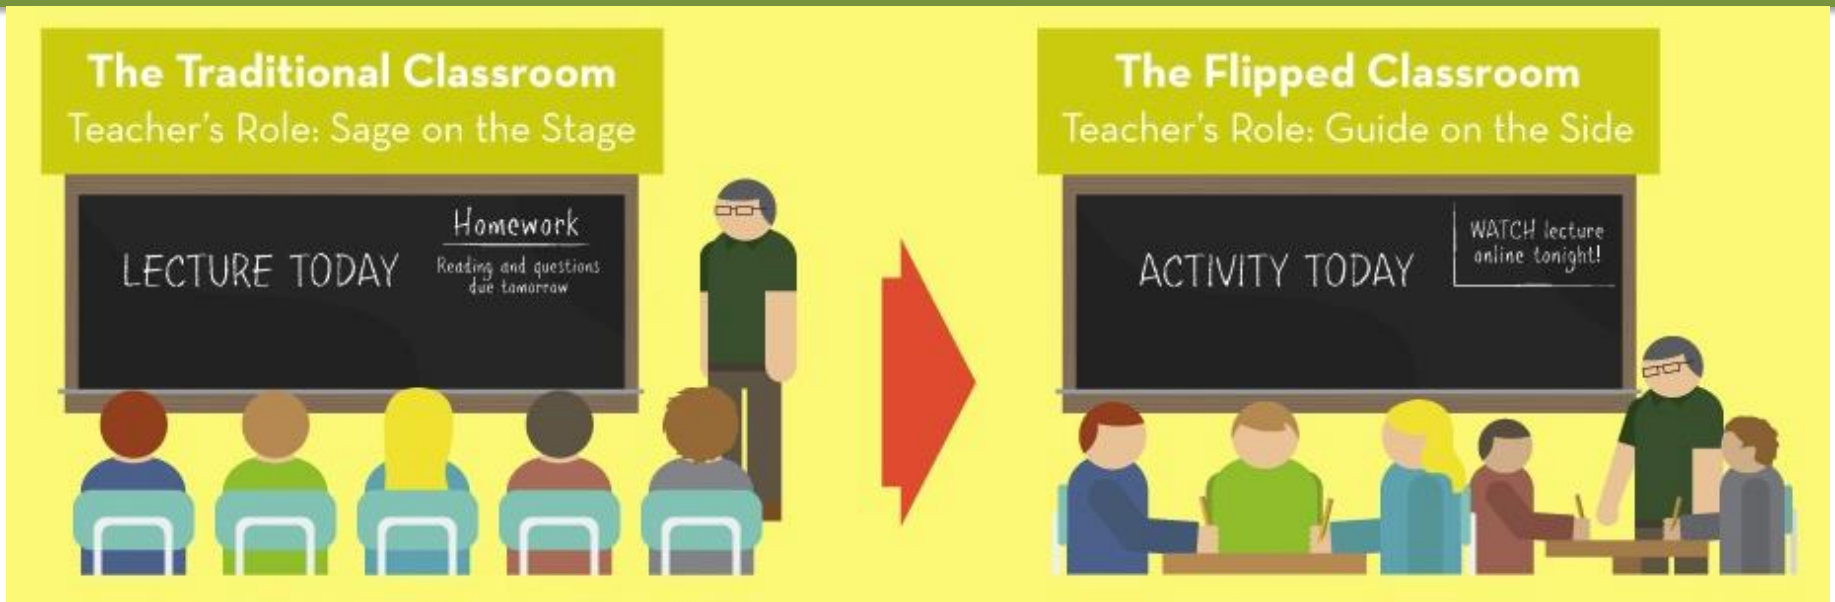 The Traditional Classroom
Teacher's Role: Sage on the Stage
LECTURE TODAY
Homework
Reading and questions
due tomorrow
The Flipped Classroom
Teacher's Role: Guide on the Side
ACTIVITY TODAY
WATCH lecture
online tonight!